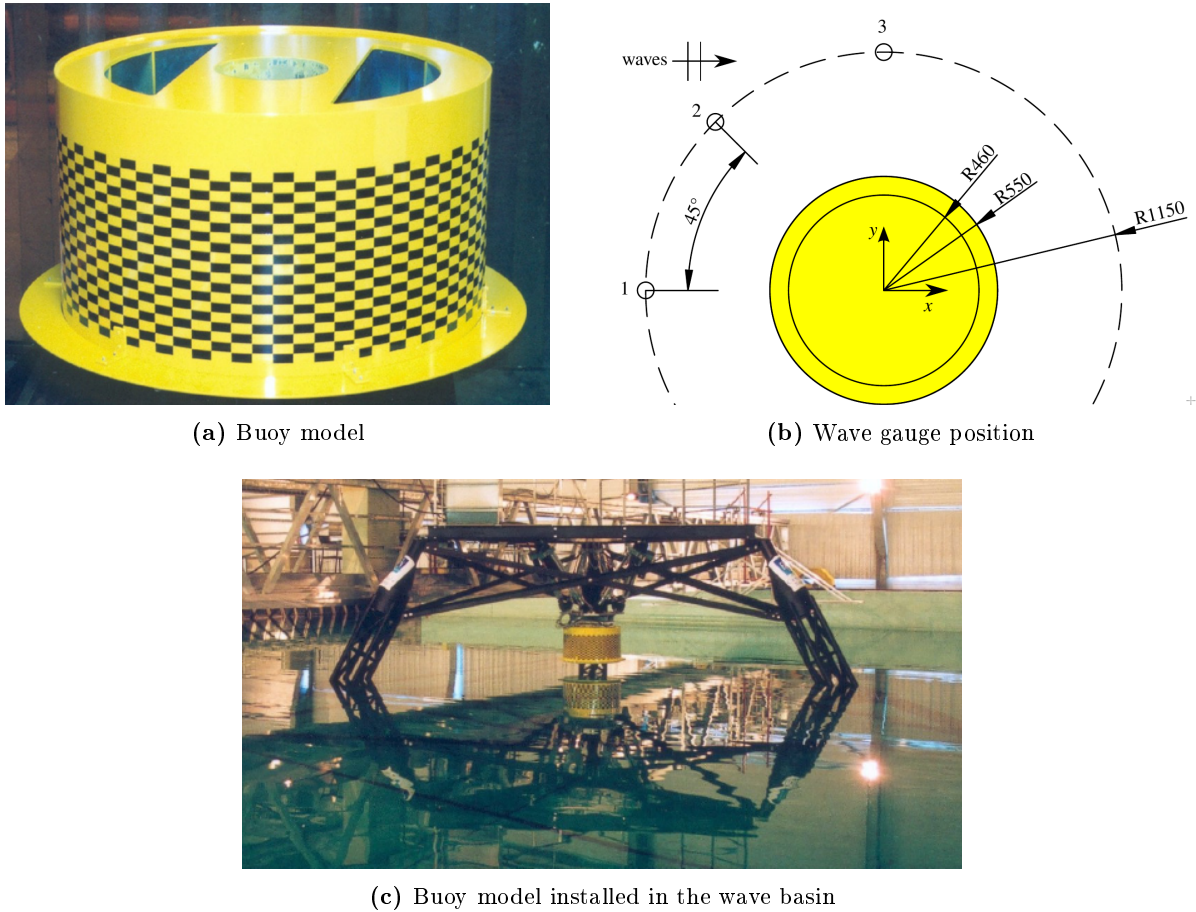 3
waves
2
45°
R460
R550
R1150
y
1
x
(a) Buoy model
(b) Wave gauge position
(c) Buoy model installed in the wave basin